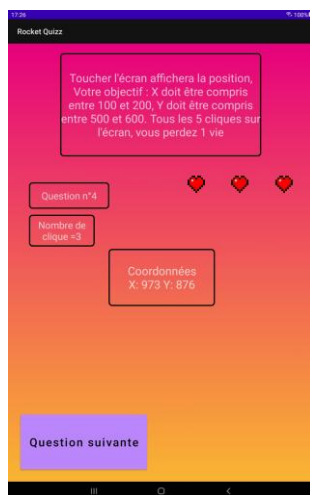 17:26
100%
Rocket Quizz
Toucher l'écran affichera la position,
Votre objectif : X doit être compris
entre 100 et 200, Y doit être compris
entre 500 et 600. Tous les 5 cliques sur
l'écran, vous perdez 1 vie
Question n°4
Nombre de
clique =3
Coordonnées
X: 973 Y: 876
Question suivante